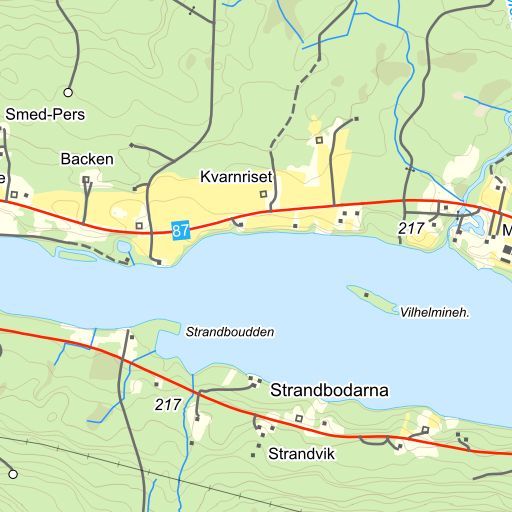 Smed-Pers
Backen
e
Kvarnriset
87
217
M
Vilhelmineh.
Strandboudden
Strandbodarna
217
Strandvik